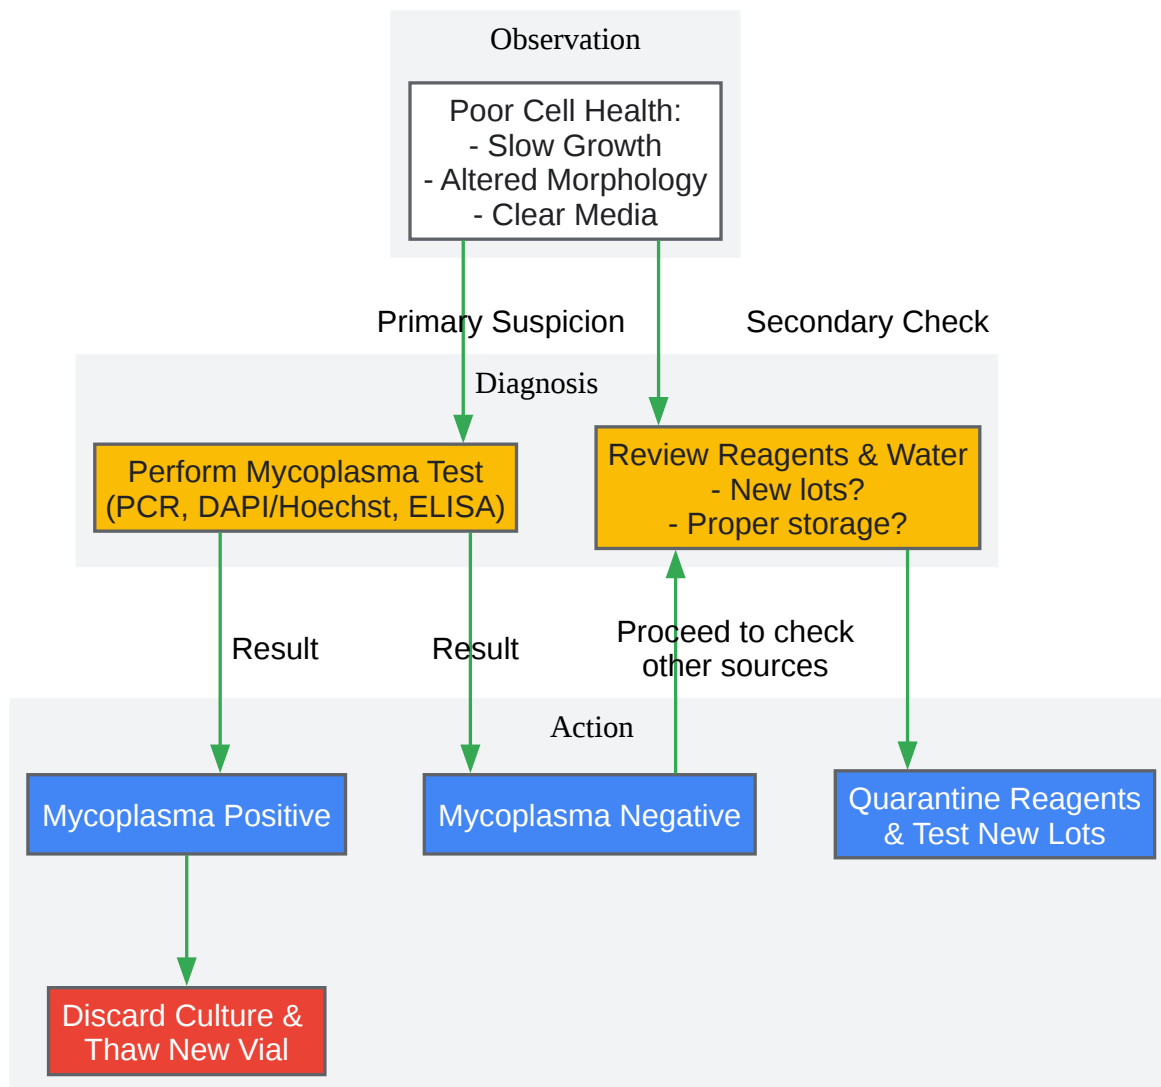 Observation
Poor Cell Health:
- Slow Growth
- Altered Morphology
- Clear Media
Primary Suspicion
Secondary Check
Diagnosis
Perform Mycoplasma Test
(PCR, DAPI/Hoechst, ELISA)
Review Reagents & Water
- New lots?
- Proper storage?
Result
Result
Proceed to check
other sources
Action
Mycoplasma Positive
Mycoplasma Negative
Quarantine Reagents
& Test New Lots
Discard Culture &
Thaw New Vial